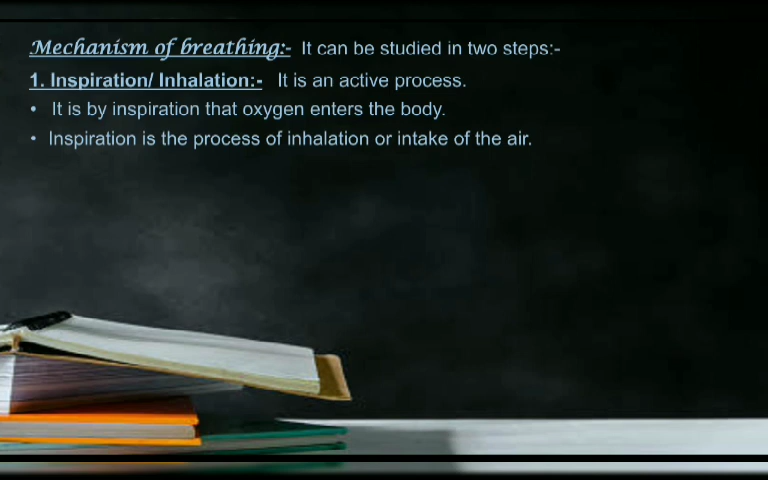 Mechanism of breathing:- It can be studied in two steps:-
1. Inspiration/ Inhalation:- It is an active process.
• It is by inspiration that oxygen enters the body.
• Inspiration is the process of inhalation or intake of the air.